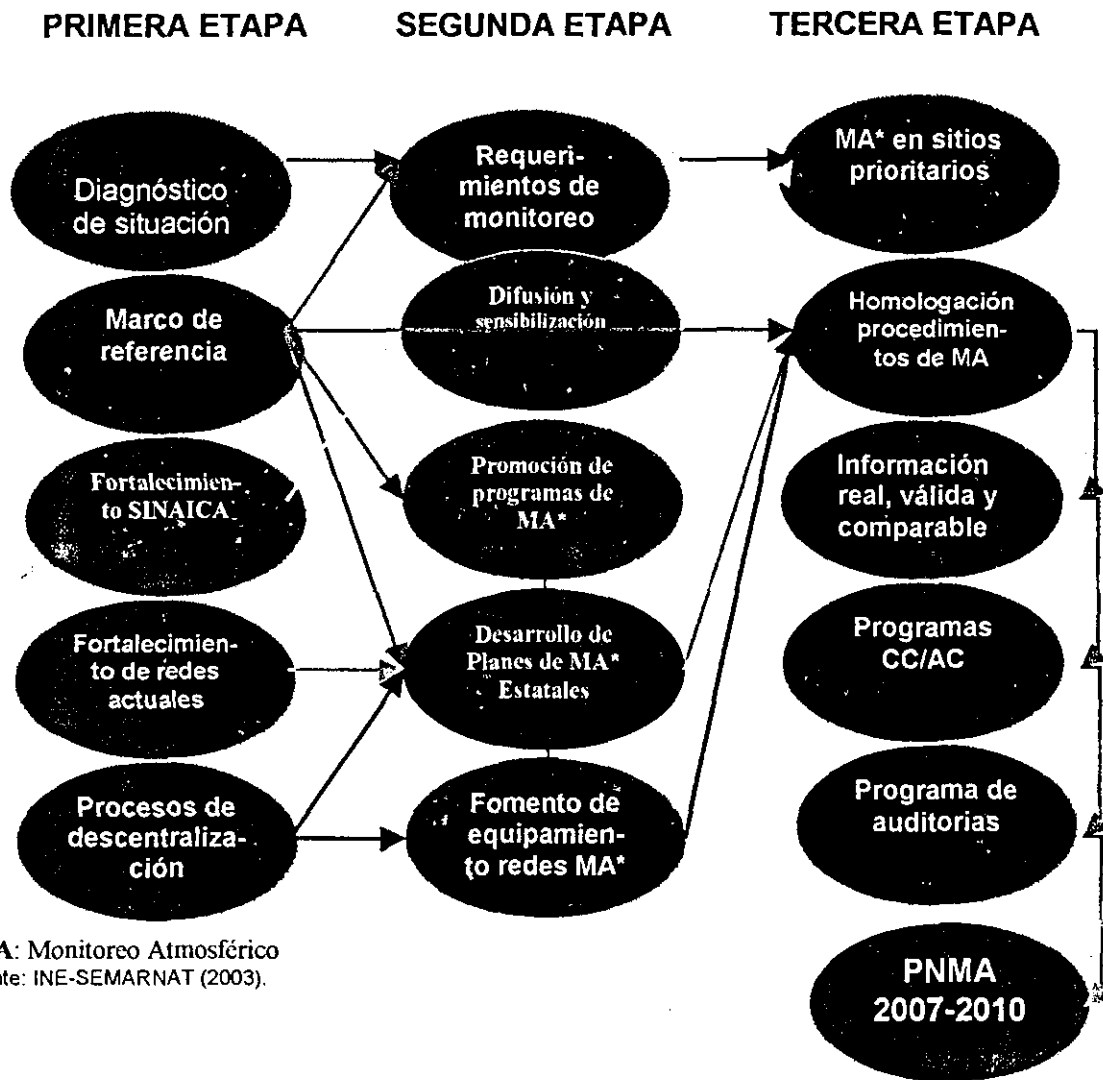 PRIMERA ETAPA
SEGUNDA ETAPA
TERCERA ETAPA
Diagnóstico
de situación
Marco de
referencia
Fortalecimien-
to SINAICA
Fortalecimien-
to de redes
actuales
Procesos de
descentraliza-
ción
Requeri-
mientos de
monitoreo
Difusión y
sensibilización
Promoción de
programas de
MA*
Desarrollo de
Planes de MA*
Estatales
Fomento de
equipamien-
to redes MA*
MA* en sitios
prioritarios
Homologación
procedimien-
tos de MA
Información
real, válida y
comparable
Programas
CC/AC
Programa de
auditorias
PNMA
2007-2010
A: Monitoreo Atmosférico
nte: INE-SEMARNAT (2003).